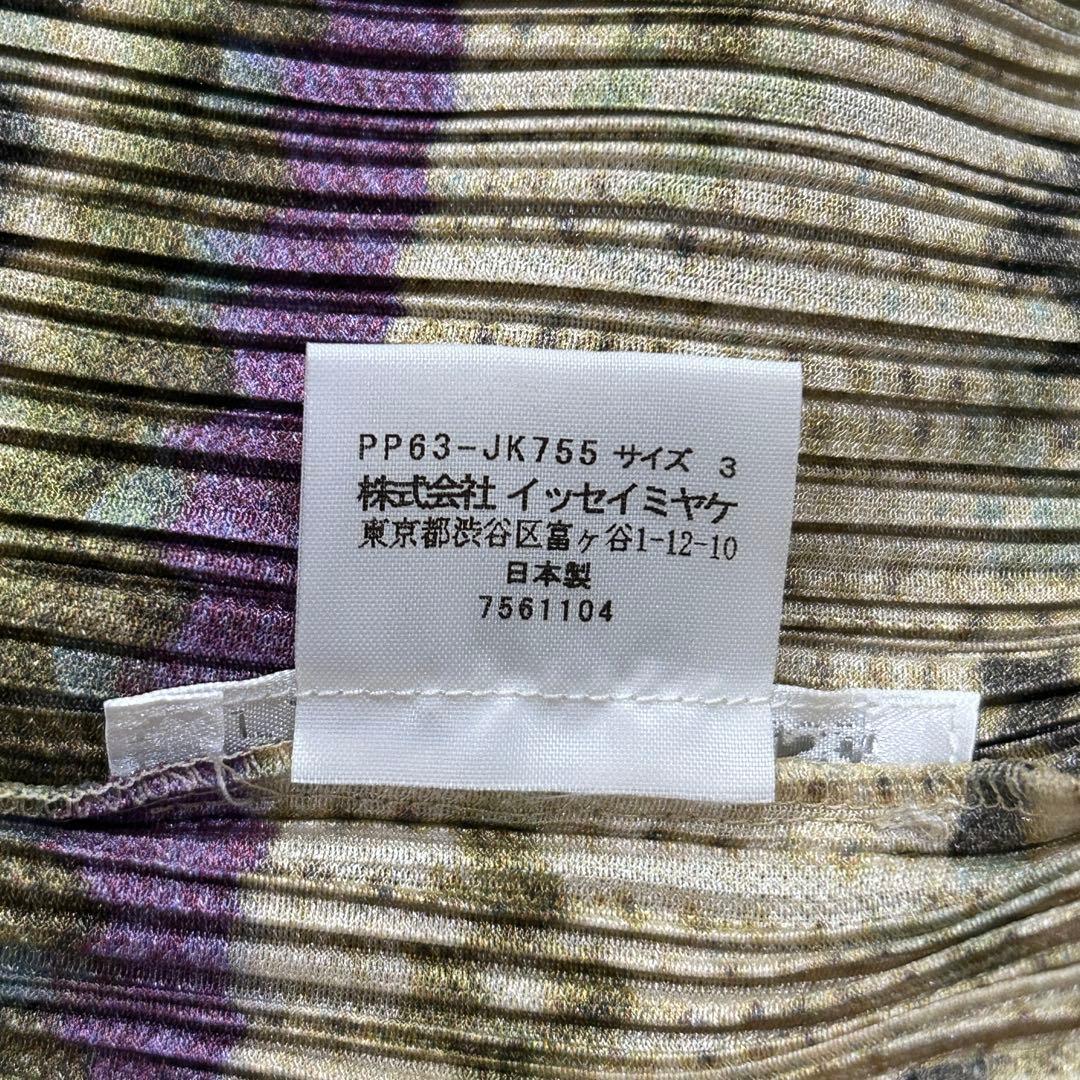 PP63-JK755 サイズ 3
株式会社 イッセイミヤケ
東京都渋谷区富ヶ谷1-12-10
日本製
7561104